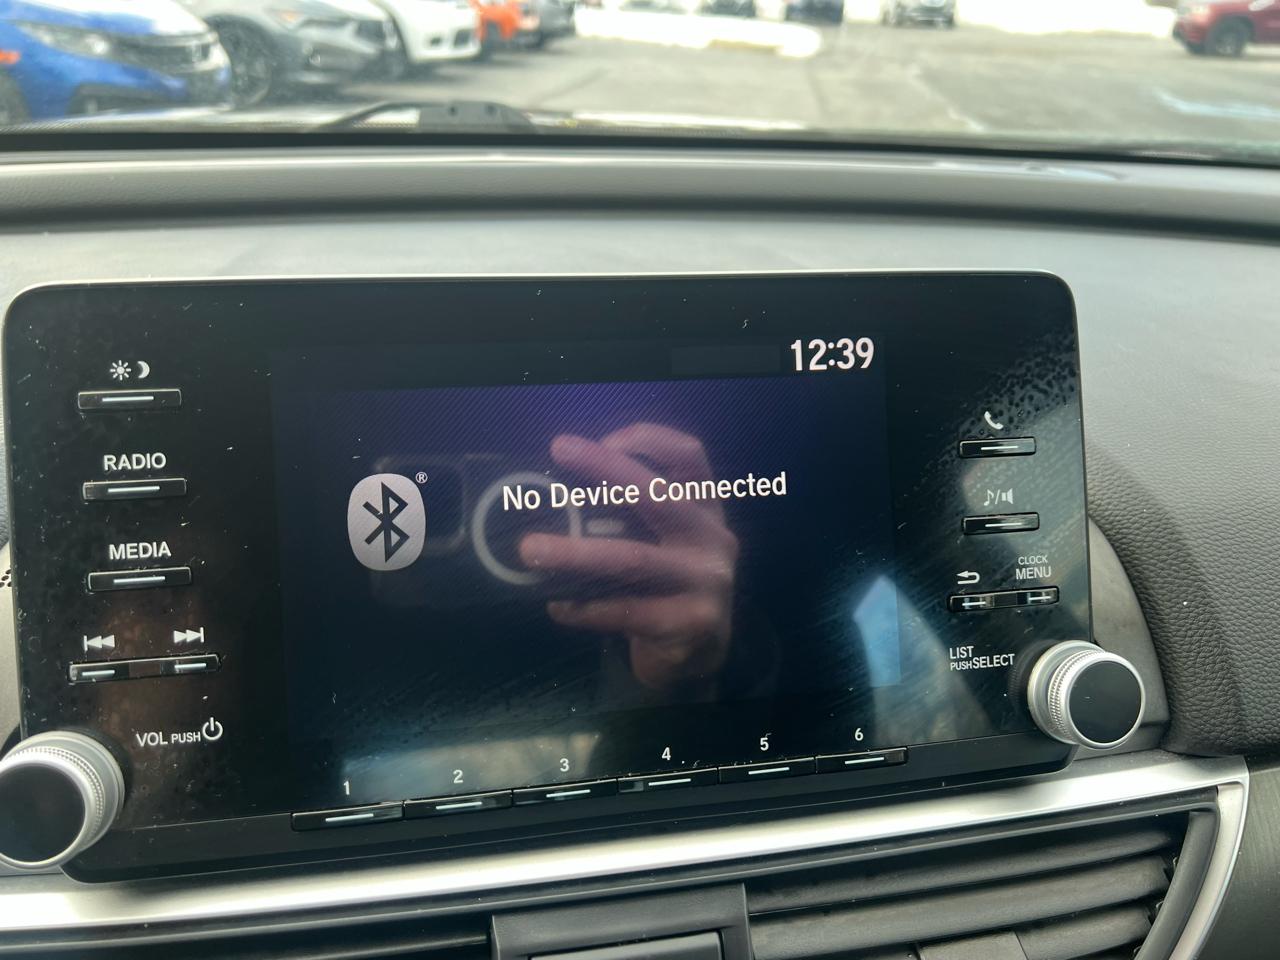 12:39
RADIO
MEDIA
VOL PUSH
No Device Connected
®
CLOCK
MENU
LIST
PUSH SELECT
1 2 3 4 5 6